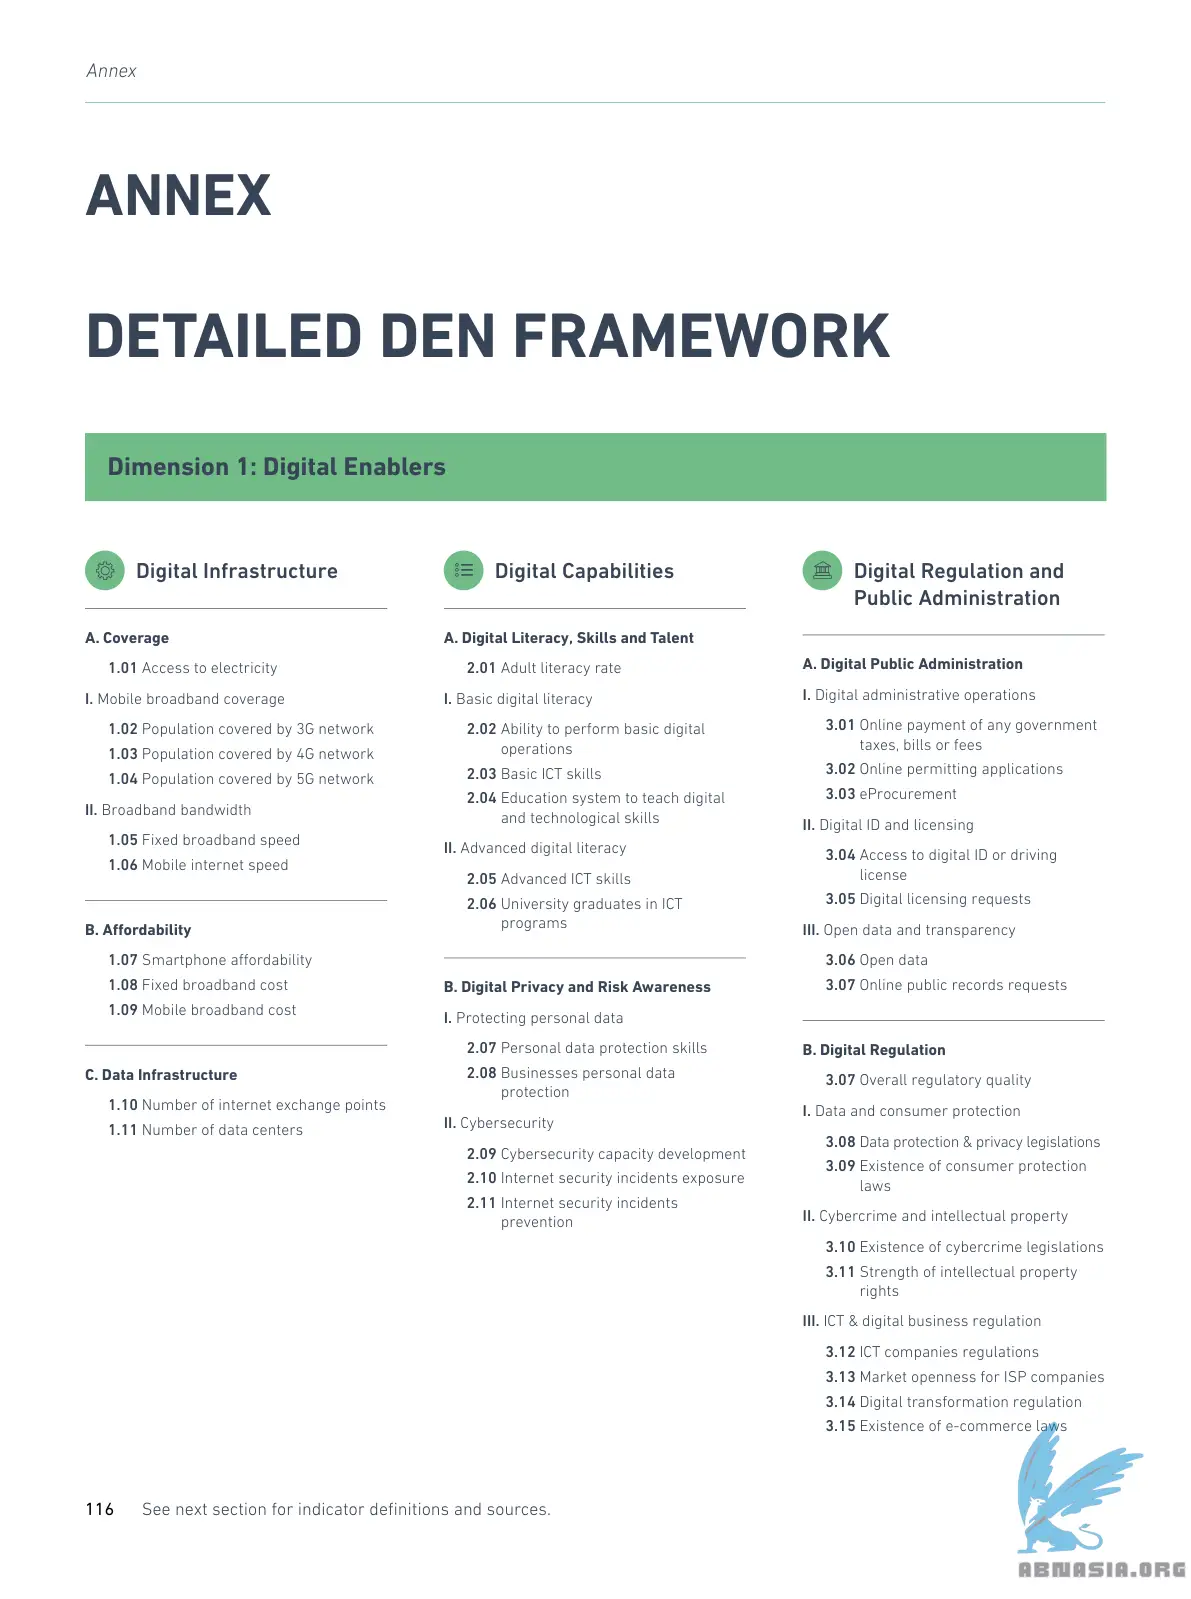 Annex
ANNEX
DETAILED DEN FRAMEWORK
Dimension 1: Digital Enablers
Digital Infrastructure
A. Coverage
1.01 Access to electricity
I. Mobile broadband coverage
1.02 Population covered by 3G network
1.03 Population covered by 4G network
1.04 Population covered by 5G network
II. Broadband bandwidth
1.05 Fixed broadband speed
1.06 Mobile internet speed
B. Affordability
1.07 Smartphone affordability
1.08 Fixed broadband cost
1.09 Mobile broadband cost
C. Data Infrastructure
1.10 Number of internet exchange points
1.11 Number of data centers
Digital Capabilities
A. Digital Literacy, Skills and Talent
2.01 Adult literacy rate
I. Basic digital literacy
2.02 Ability to perform basic digital
operations
2.03 Basic ICT skills
2.04 Education system to teach digital
and technological skills
II. Advanced digital literacy
2.05 Advanced ICT skills
2.06 University graduates in ICT
programs
B. Digital Privacy and Risk Awareness
I. Protecting personal data
2.07 Personal data protection skills
2.08 Businesses personal data
protection
II. Cybersecurity
2.09 Cybersecurity capacity development
2.10 Internet security incidents exposure
2.11 Internet security incidents
prevention
Digital Regulation and
Public Administration
A. Digital Public Administration
I. Digital administrative operations
3.01 Online payment of any government
taxes, bills or fees
3.02 Online permitting applications
3.03 eProcurement
II. Digital ID and licensing
3.04 Access to digital ID or driving
license
3.05 Digital licensing requests
III. Open data and transparency
3.06 Open data
3.07 Online public records requests
B. Digital Regulation
3.07 Overall regulatory quality
I. Data and consumer protection
3.08 Data protection & privacy legislations
3.09 Existence of consumer protection
laws
II. Cybercrime and intellectual property
3.10 Existence of cybercrime legislations
3.11 Strength of intellectual property
rights
III. ICT & digital business regulation
3.12 ICT companies regulations
3.13 Market openness for ISP companies
3.14 Digital transformation regulation
3.15 Existence of e-commerce laws
116 See next section for indicator definitions and sources.
ABNASIA.ORG